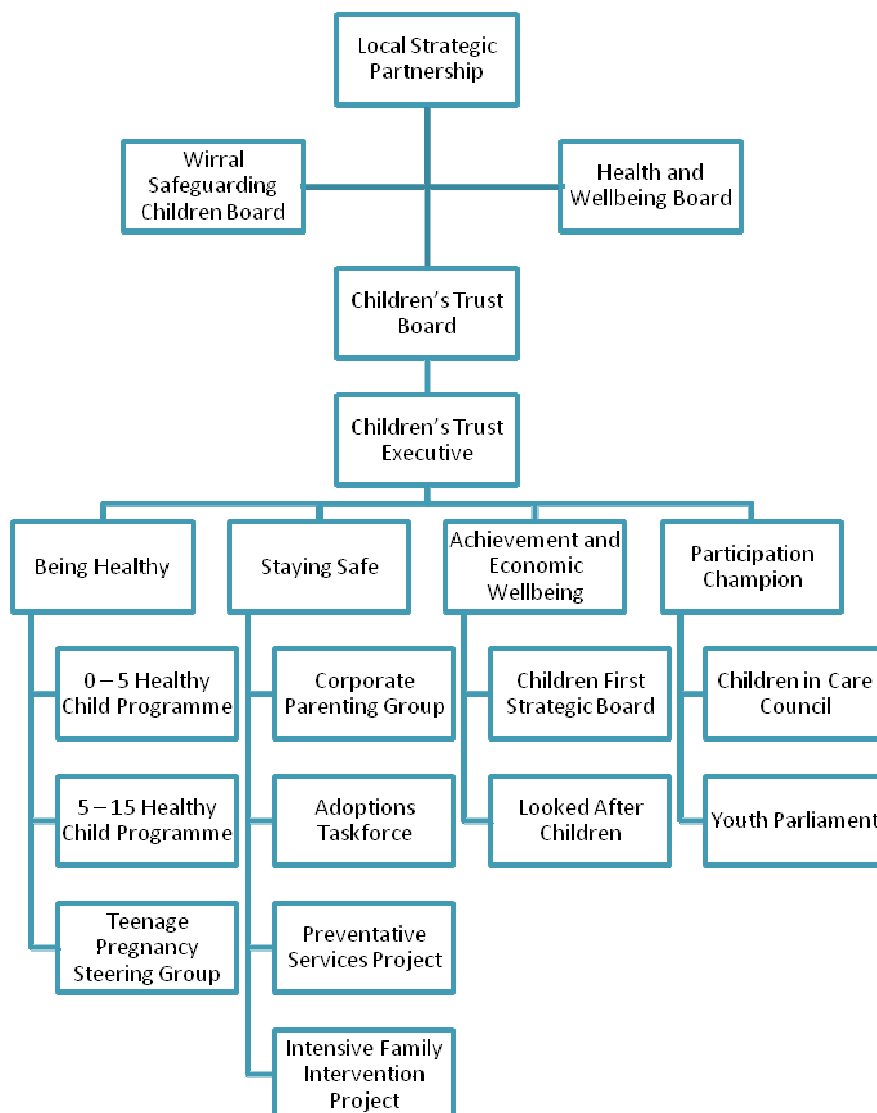 Local Strategic
Partnership
Wirral
Safeguarding
Children Board
Health and
Wellbeing Board
Children’s Trust
Board
Children’s Trust
Executive
Being Healthy
Staying Safe
Achievement and
Economic
Wellbeing
Participation
Champion
0 – 5 Healthy
Child Programme
Corporate
Parenting Group
Children First
Strategic Board
Children in Care
Council
5 – 15 Healthy
Child Programme
Adoptions
Taskforce
Looked After
Children
Youth Parliament
Teenage
Pregnancy
Steering Group
Preventative
Services Project
Intensive Family
Intervention
Project